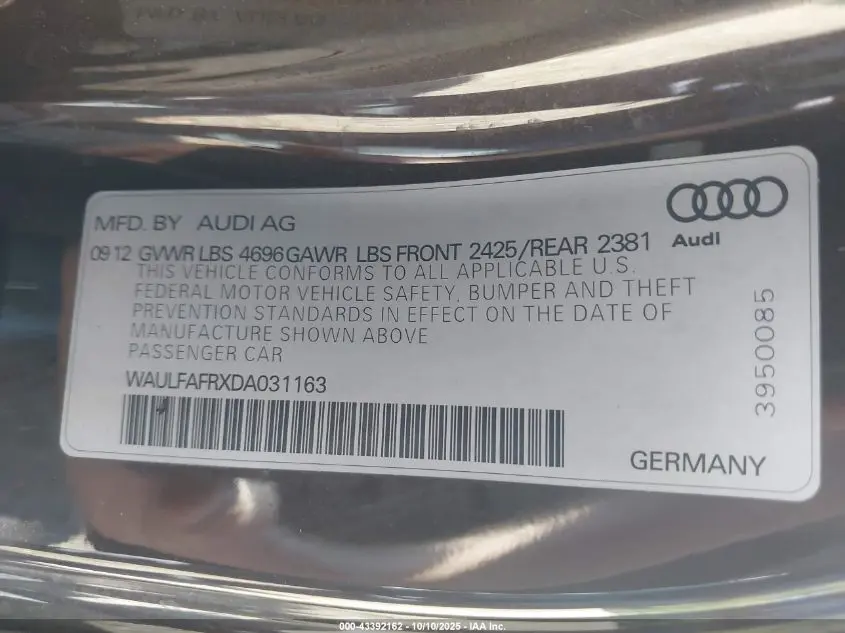 MFD. BY AUDI AG
Audi
09 12 GVWR LBS 4696 GAWR LBS FRONT 2425/REAR 2381
THIS VEHICLE CONFORMS TO ALL APPLICABLE U.S.
FEDERAL MOTOR VEHICLE SAFETY, BUMPER AND THEFT
PREVENTION STANDARDS IN EFFECT ON THE DATE OF
MANUFACTURE SHOWN ABOVE
PASSENGER CAR
WAULFAFRXDA031163
3950085
GERMANY
000-43392162 - 10/10/2025 - IAA Inc.